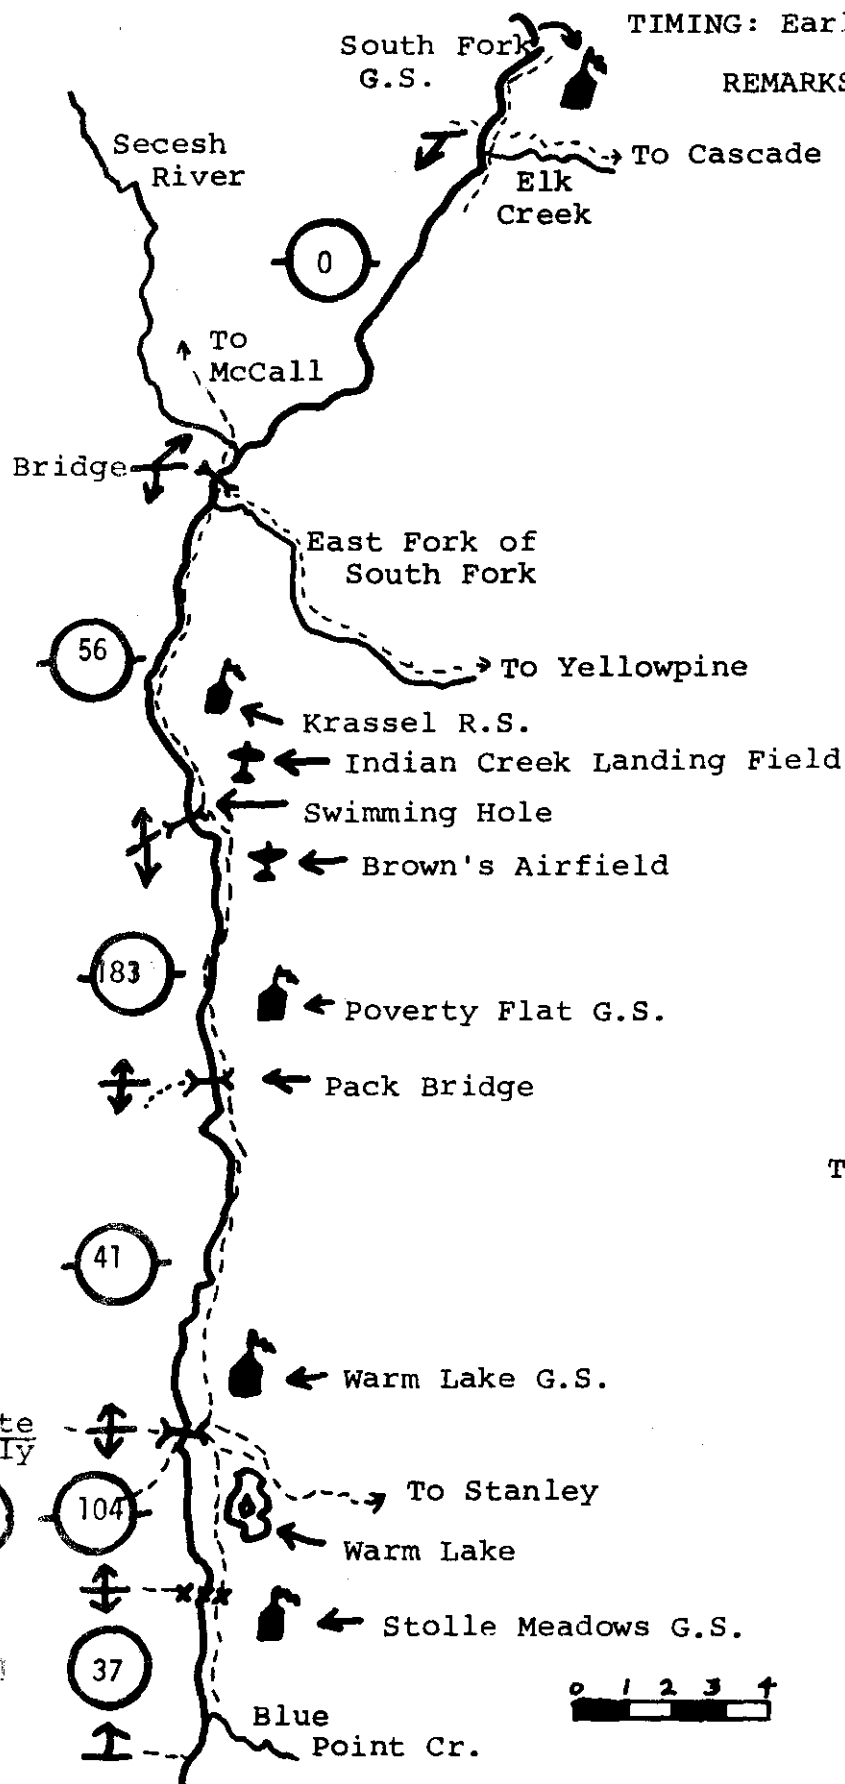 TIMING: Earl
South Fork
G.S.
REMARKS
Secesh
River
To Cascade
Elk
Creek
0
To
McCall
Bridge
East Fork of
South Fork
56
To Yellowpine
Krassel R.S.
Indian Creek Landing Field
Swimming Hole
Brown's Airfield
183
Poverty Flat G.S.
Pack Bridge
T
41
Warm Lake G.S.
te
ly
104
To Stanley
Warm Lake
Stolle Meadows G.S.
37
0 1 2 3 4
Blue
Point Cr.